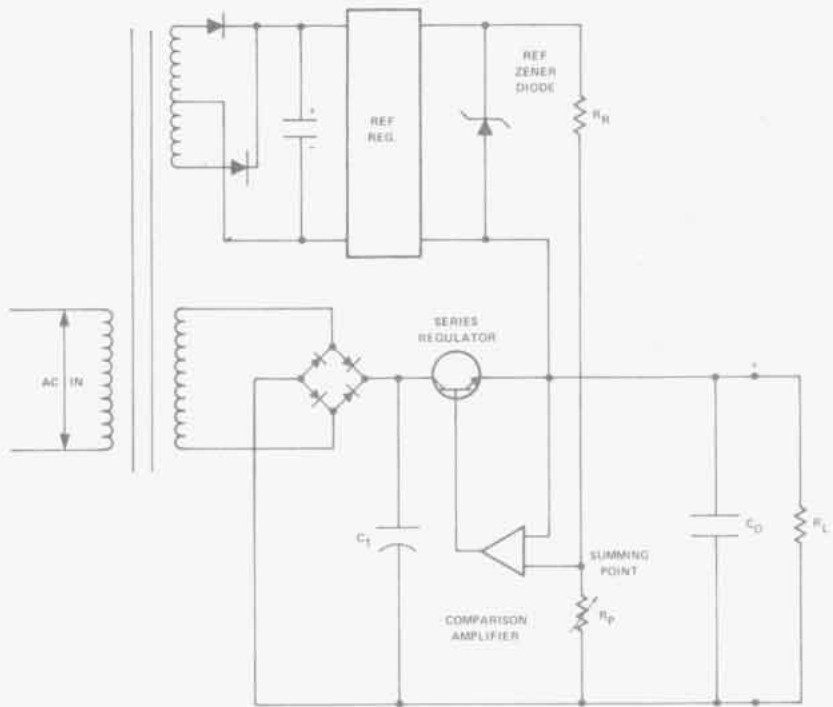 REF
ZENER
DIODE
R_R
+
-
REF
REG.
SERIES
REGULATOR
AC IN
+
C_1
C_O
R_L
SUMMING
POINT
R_P
COMPARISON
AMPLIFIER